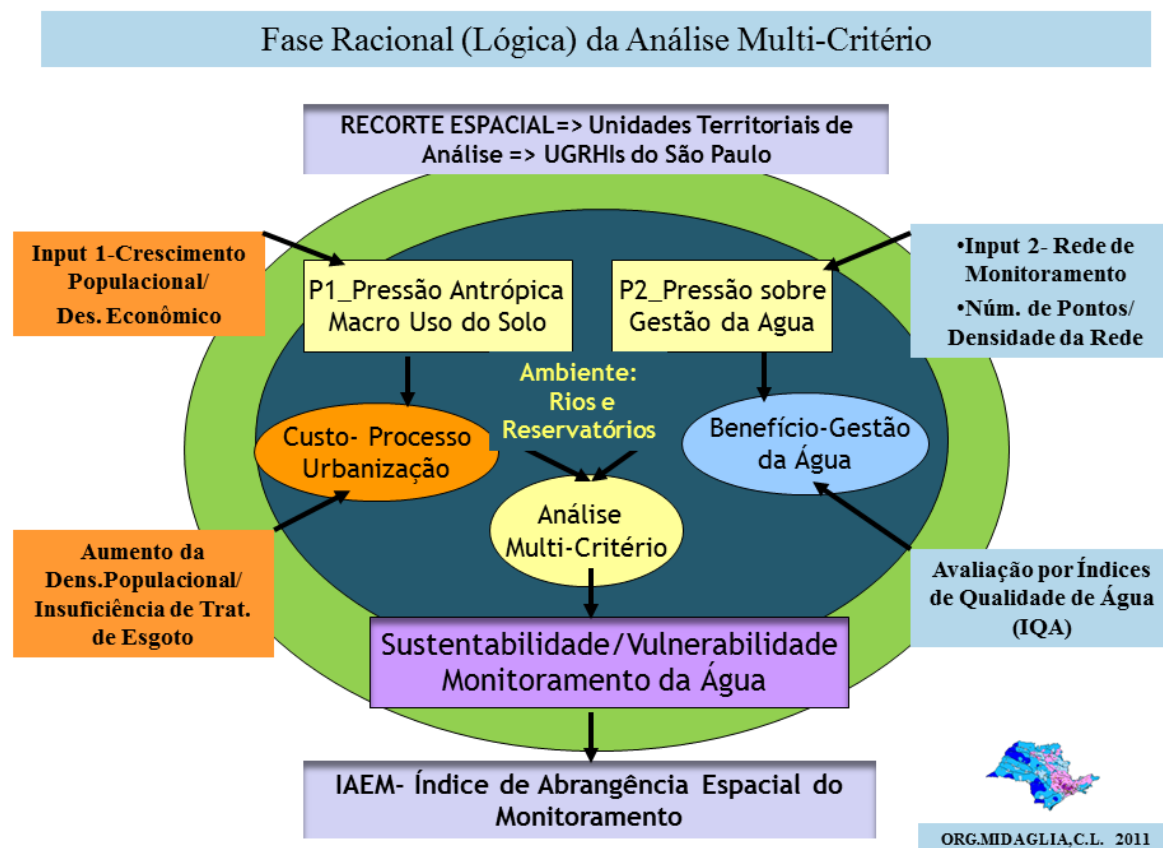 Fase Racional (Lógica) da Análise Multi-Critério
RECORTE ESPACIAL=> Unidades Territoriais de
Análise => UGRHIs do São Paulo
Input 1-Crescimento
Populacional/
Des. Econômico
P1_Pressão Antrópica
Macro Uso do Solo
P2_Pressão sobre
Gestão da Agua
•Input 2- Rede de
Monitoramento
•Núm. de Pontos/
Densidade da Rede
Ambiente:
Rios e
Reservatórios
Custo- Processo
Urbanização
Benefício-Gestão
da Água
Análise
Multi-Critério
Aumento da
Dens.Populacional/
Insuficiência de Trat.
de Esgoto
Avaliação por Índices
de Qualidade de Água
(IQA)
Sustentabilidade/Vulnerabilidade
Monitoramento da Água
IAEM- Índice de Abrangência Espacial do
Monitoramento
ORG.MIDAGLIA,C.L. 2011